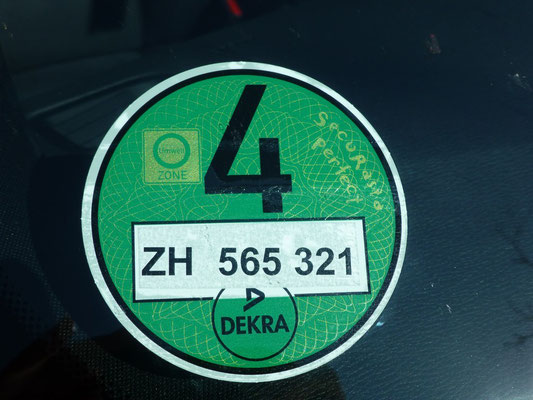 4
Umwelt
ZONE
SecuRasta
perfect
ZH 565 321
DEKRA